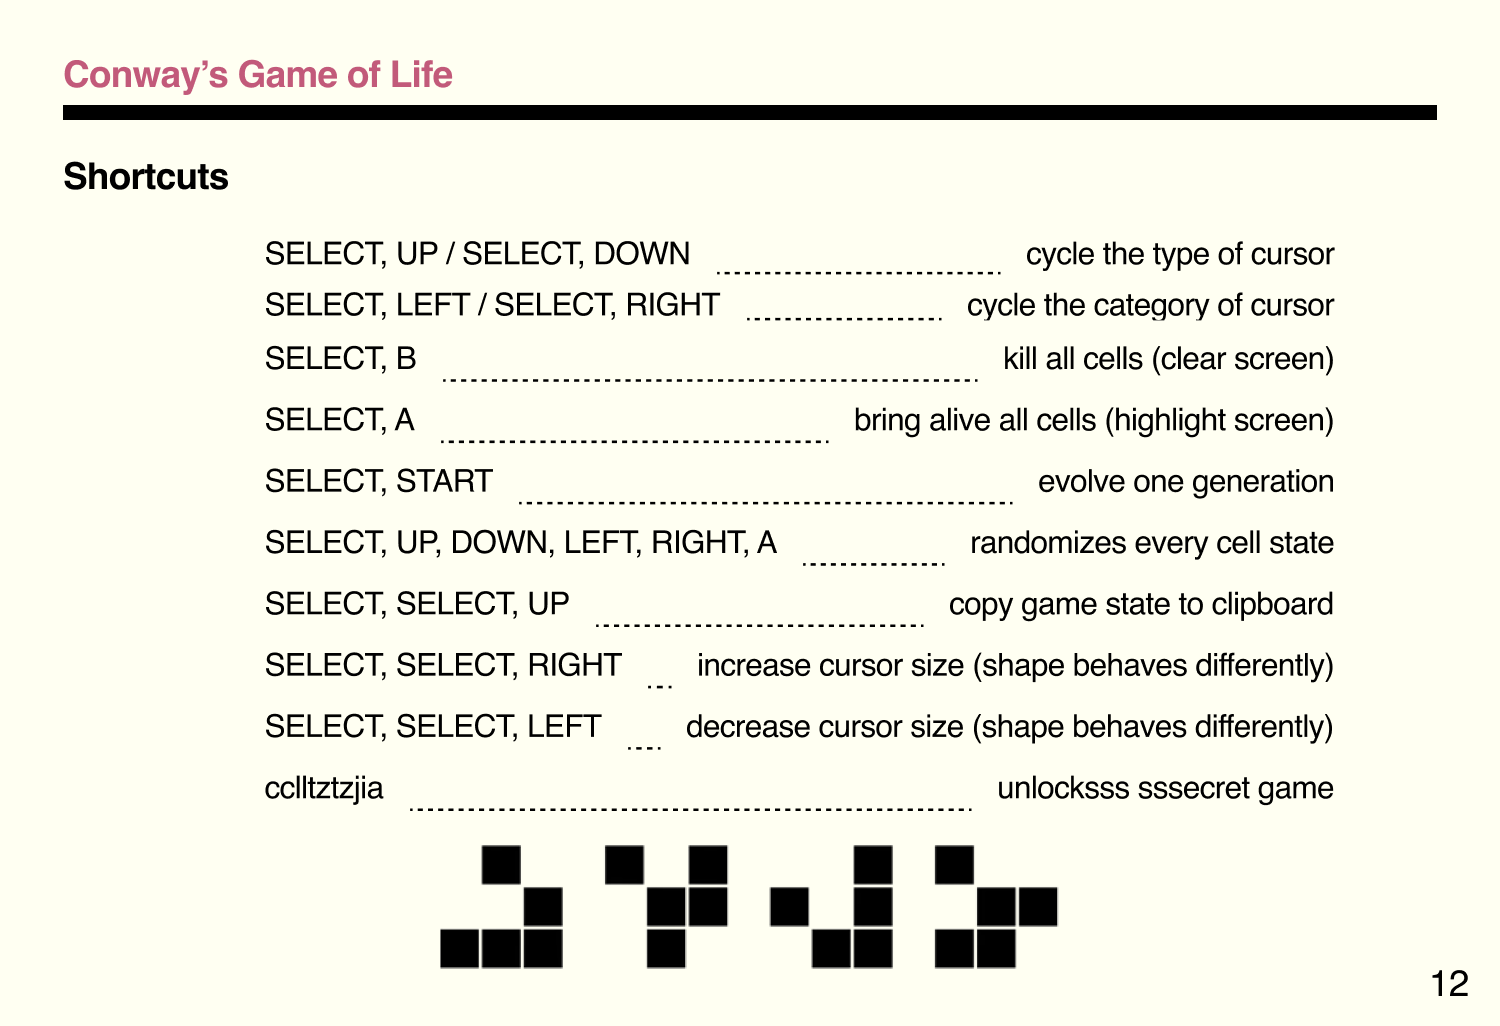 Conway’s Game of Life
Shortcuts
SELECT, UP / SELECT, DOWN cycle the type of cursor
SELECT, LEFT / SELECT, RIGHT cycle the category of cursor
SELECT, B kill all cells (clear screen)
SELECT, A bring alive all cells (highlight screen)
SELECT, START evolve one generation
SELECT, UP, DOWN, LEFT, RIGHT, A randomizes every cell state
SELECT, SELECT, UP copy game state to clipboard
SELECT, SELECT, RIGHT increase cursor size (shape behaves differently)
SELECT, SELECT, LEFT decrease cursor size (shape behaves differently)
cclltztzjia unlocksss sssecret game
12